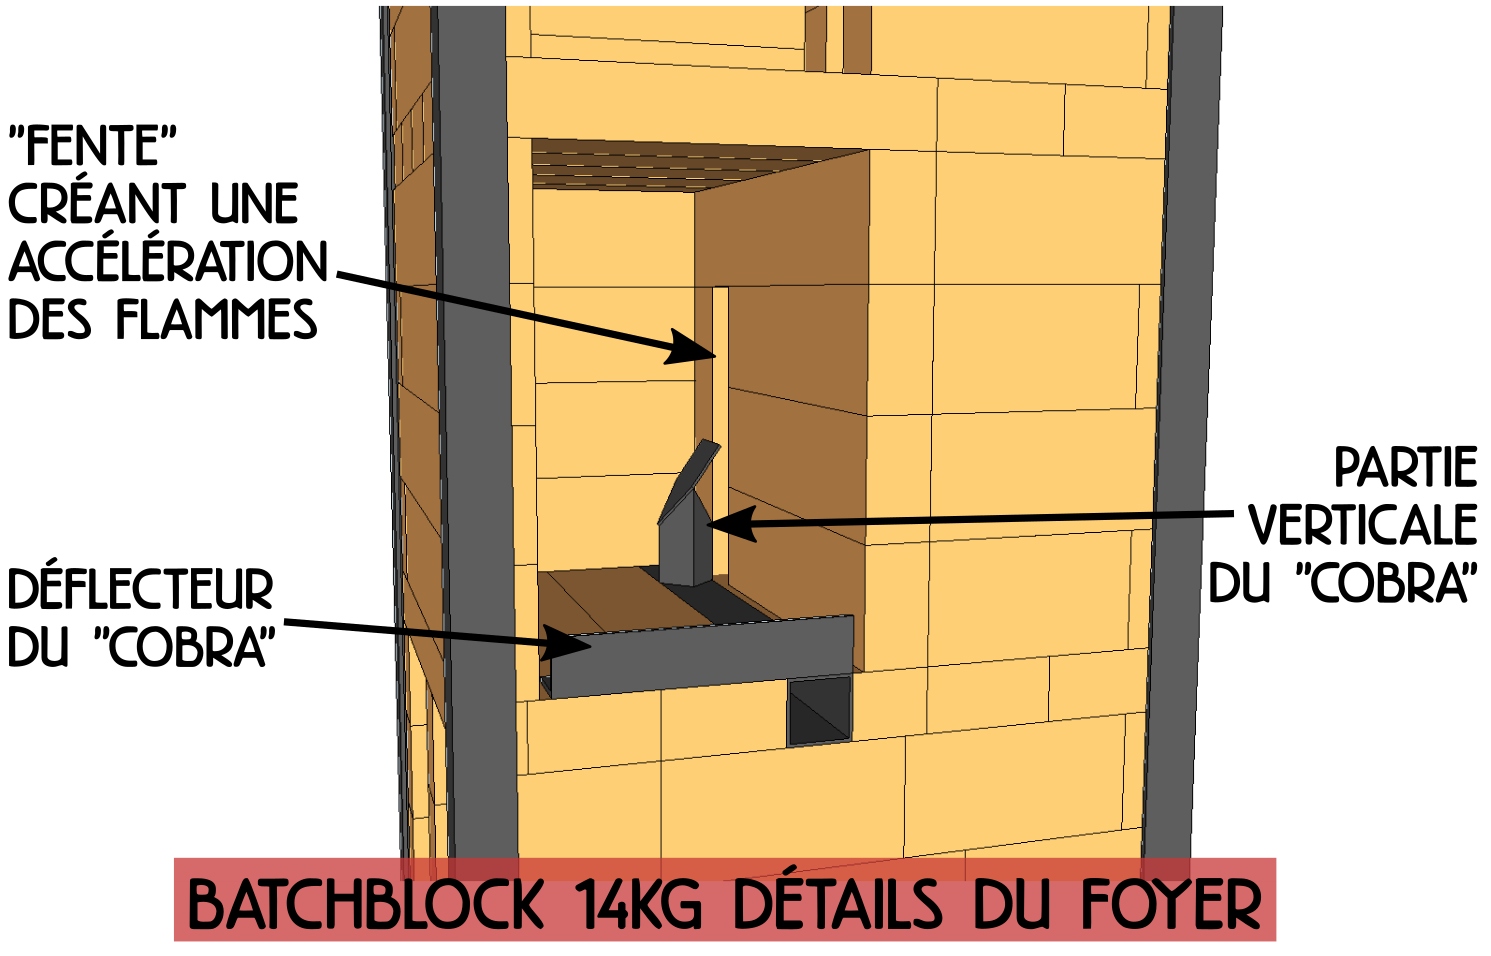 "FENTE"
CRÉANT UNE
ACCÉLÉRATION
DES FLAMMES
PARTIE
VERTICALE
DU "COBRA"
DÉFLECTEUR
DU "COBRA"
BATCHBLOCK 14KG DÉTAILS DU FOYER